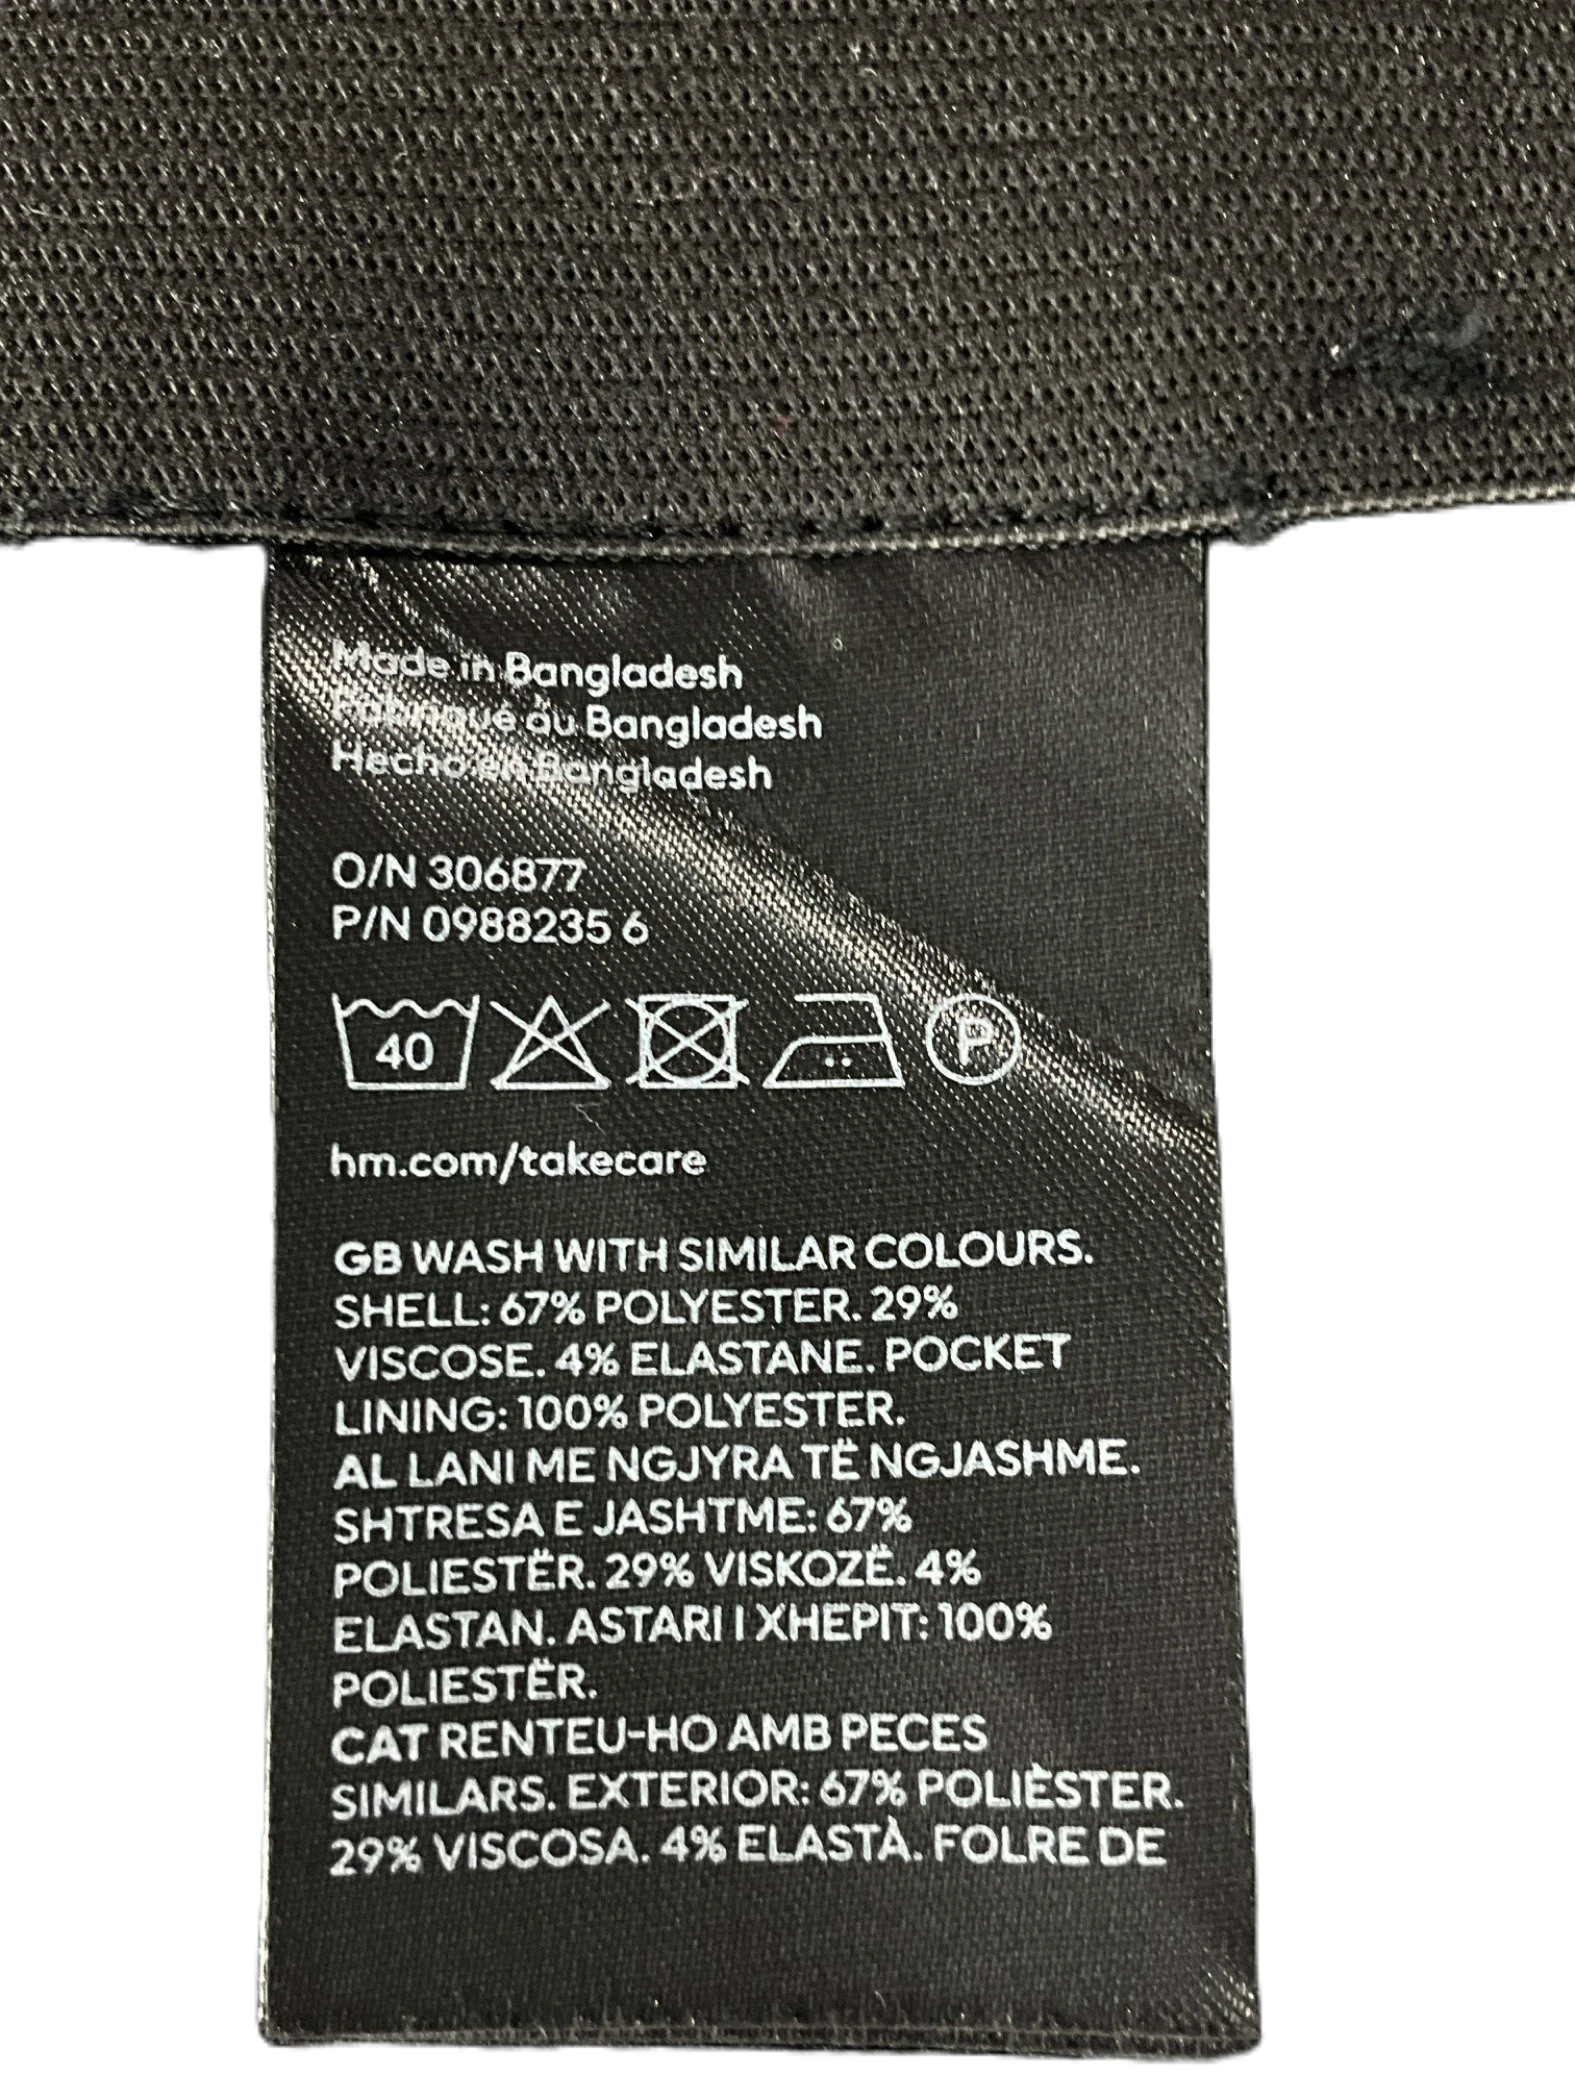 Made in Bangladesh
Fabriqué au Bangladesh
Hecho en Bangladesh
O/N 306877
P/N 0988235 6
40 P
hm.com/takecare
GB WASH WITH SIMILAR COLOURS.
SHELL: 67% POLYESTER. 29%
VISCOSE. 4% ELASTANE. POCKET
LINING: 100% POLYESTER.
AL LANI ME NGJYRA TË NGJASHME.
SHTRESA E JASHTME: 67%
POLIESTËR. 29% VISKOZË. 4%
ELASTAN. ASTARI I XHEPIT: 100%
POLIESTËR.
CAT RENTEU-HO AMB PECES
SIMILARS. EXTERIOR: 67% POLIÈSTER.
29% VISCOSA. 4% ELASTÀ. FOLRE DE